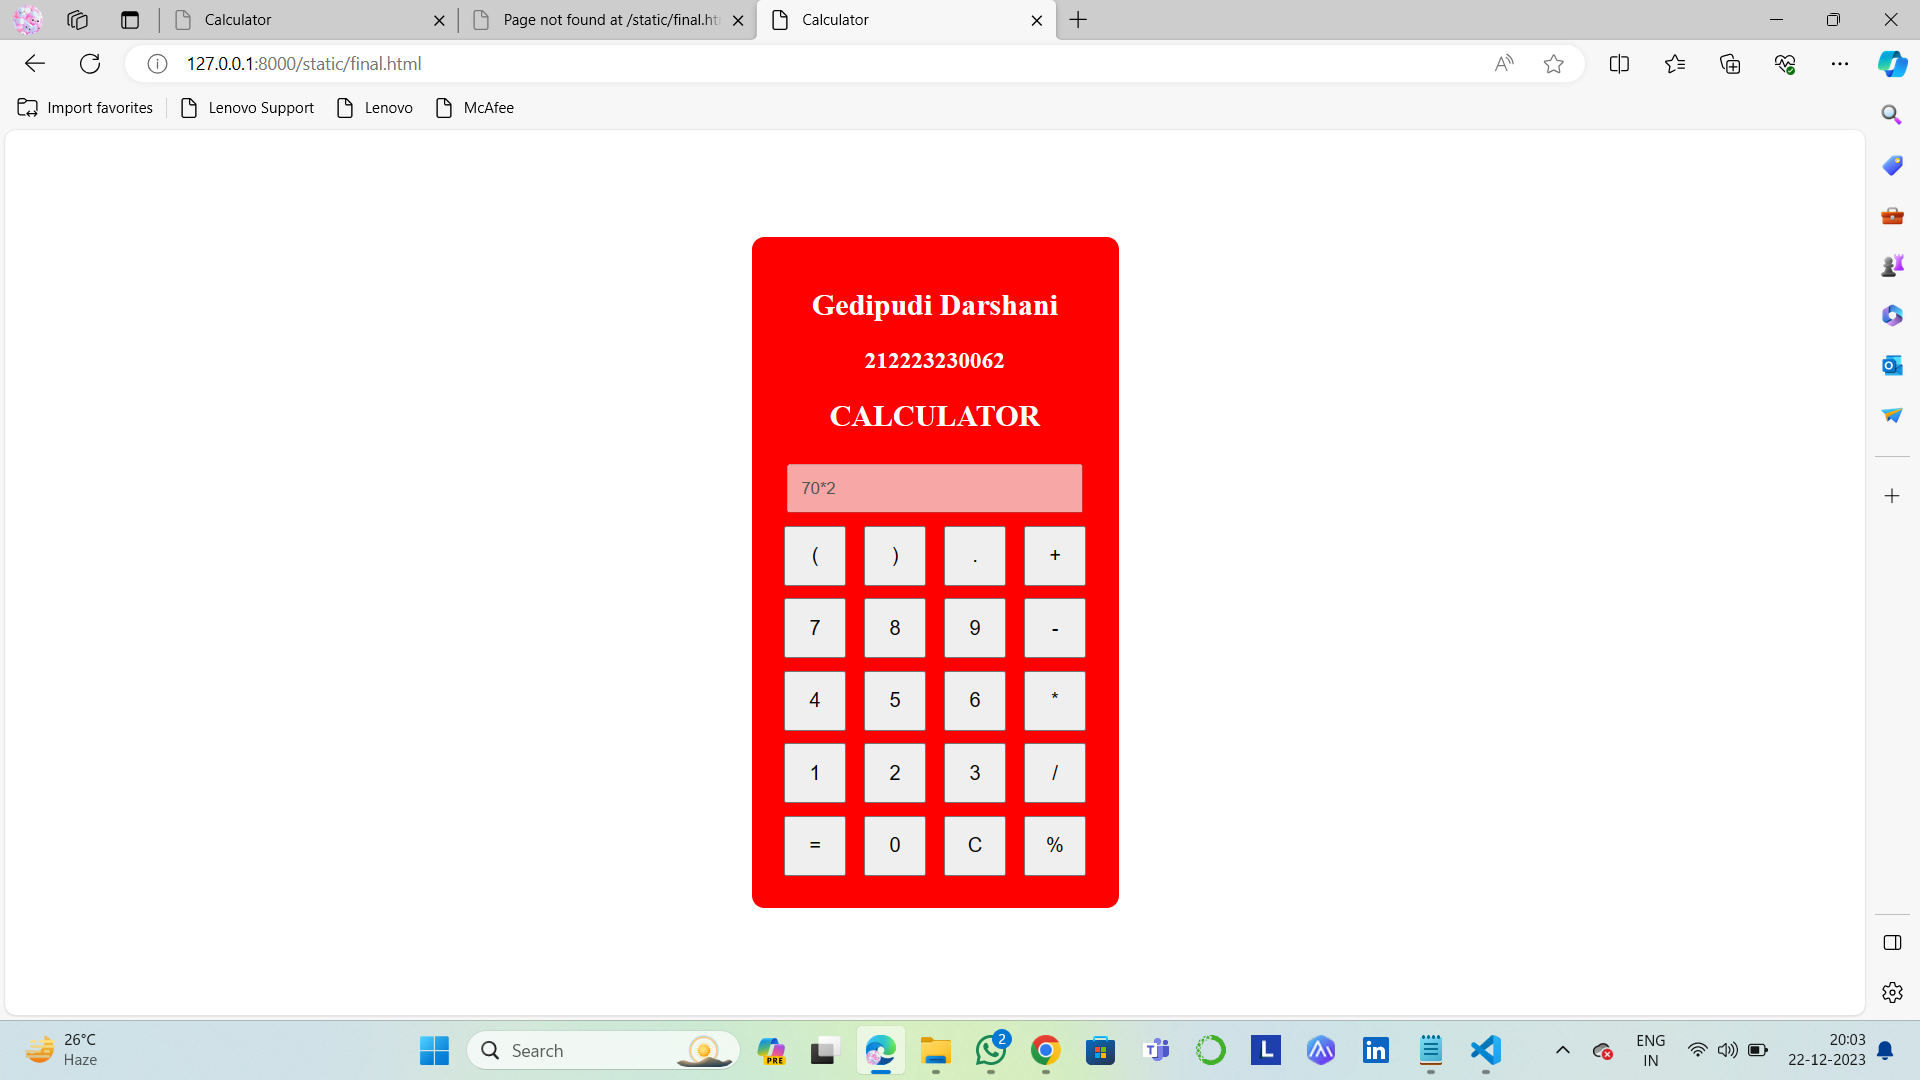 Calculator
Page not found at /static/final.ht
Calculator
127.0.0.1:8000/static/final.html
Import favorites
Lenovo Support
Lenovo
McAfee
Gedipudi Darshani
212223230062
CALCULATOR
70*2
( ) . +
7 8 9 -
4 5 6 *
1 2 3 /
= 0 C %
26°C
Haze
Search
PRE
2
L
ENG
IN
20:03
22-12-2023